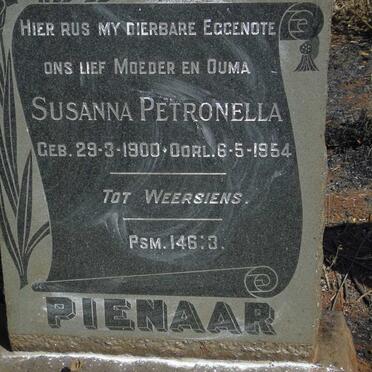 HIER RUS MY DIERBARE EGGENOTE
ONS LIEF MOEDER EN OUMA
SUSANNA PETRONELLA
GEB. 29-3-1900 · OORL. 6-5-1954
TOT WEERSIENS.
PSM. 146:3.
PIENAAR